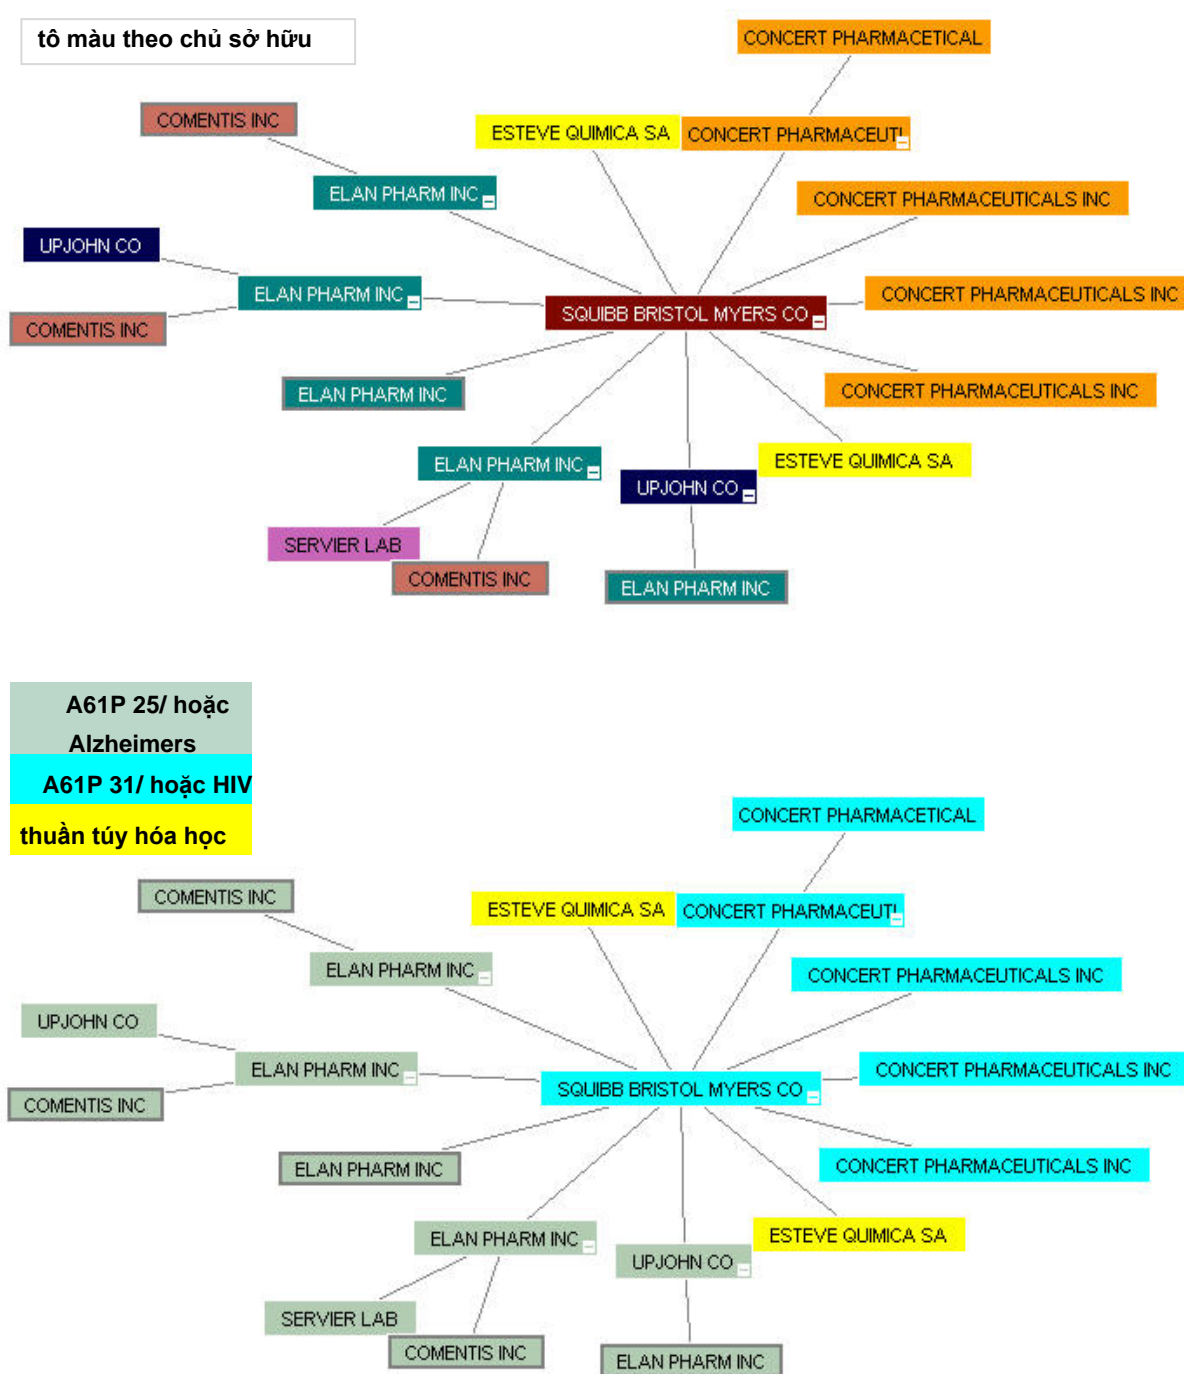 tô màu theo chủ sở hữu
CONCERT PHARMACETICAL
COMENTIS INC
ESTEVE QUIMICA SA
CONCERT PHARMACEUTI
ELAN PHARM INC
CONCERT PHARMACEUTICALS INC
UPJOHN CO
ELAN PHARM INC
CONCERT PHARMACEUTICALS INC
COMENTIS INC
SQUIBB BRISTOL MYERS CO
ELAN PHARM INC
CONCERT PHARMACEUTICALS INC
ELAN PHARM INC
ESTEVE QUIMICA SA
UPJOHN CO
SERVIER LAB
COMENTIS INC
ELAN PHARM INC
A61P 25/ hoặc
Alzheimers
A61P 31/ hoặc HIV
thuần túy hóa học
CONCERT PHARMACETICAL
COMENTIS INC
ESTEVE QUIMICA SA
CONCERT PHARMACEUTI
ELAN PHARM INC
CONCERT PHARMACEUTICALS INC
UPJOHN CO
ELAN PHARM INC
CONCERT PHARMACEUTICALS INC
COMENTIS INC
SQUIBB BRISTOL MYERS CO
ELAN PHARM INC
CONCERT PHARMACEUTICALS INC
ELAN PHARM INC
ESTEVE QUIMICA SA
UPJOHN CO
SERVIER LAB
COMENTIS INC
ELAN PHARM INC